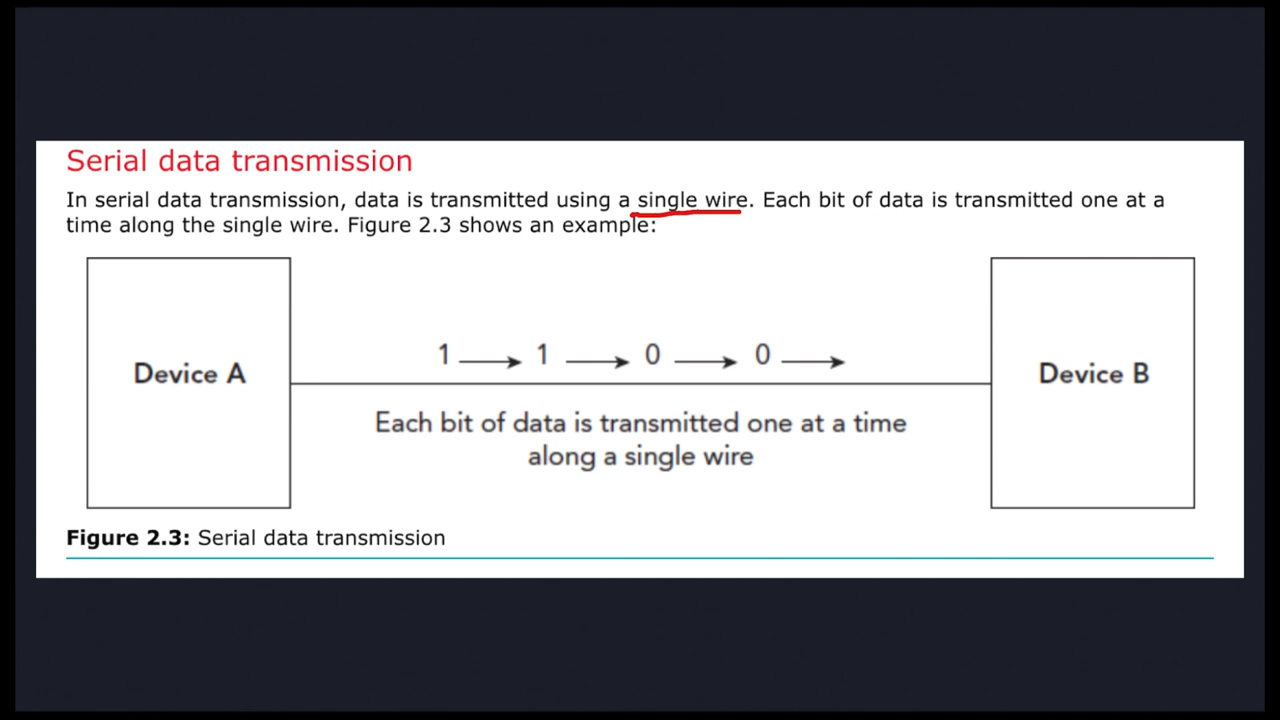 Serial data transmission
In serial data transmission, data is transmitted using a single wire. Each bit of data is transmitted one at a
time along the single wire. Figure 2.3 shows an example:
1 1 0 0
Device A
Device B
Each bit of data is transmitted one at a time
along a single wire
Figure 2.3: Serial data transmission